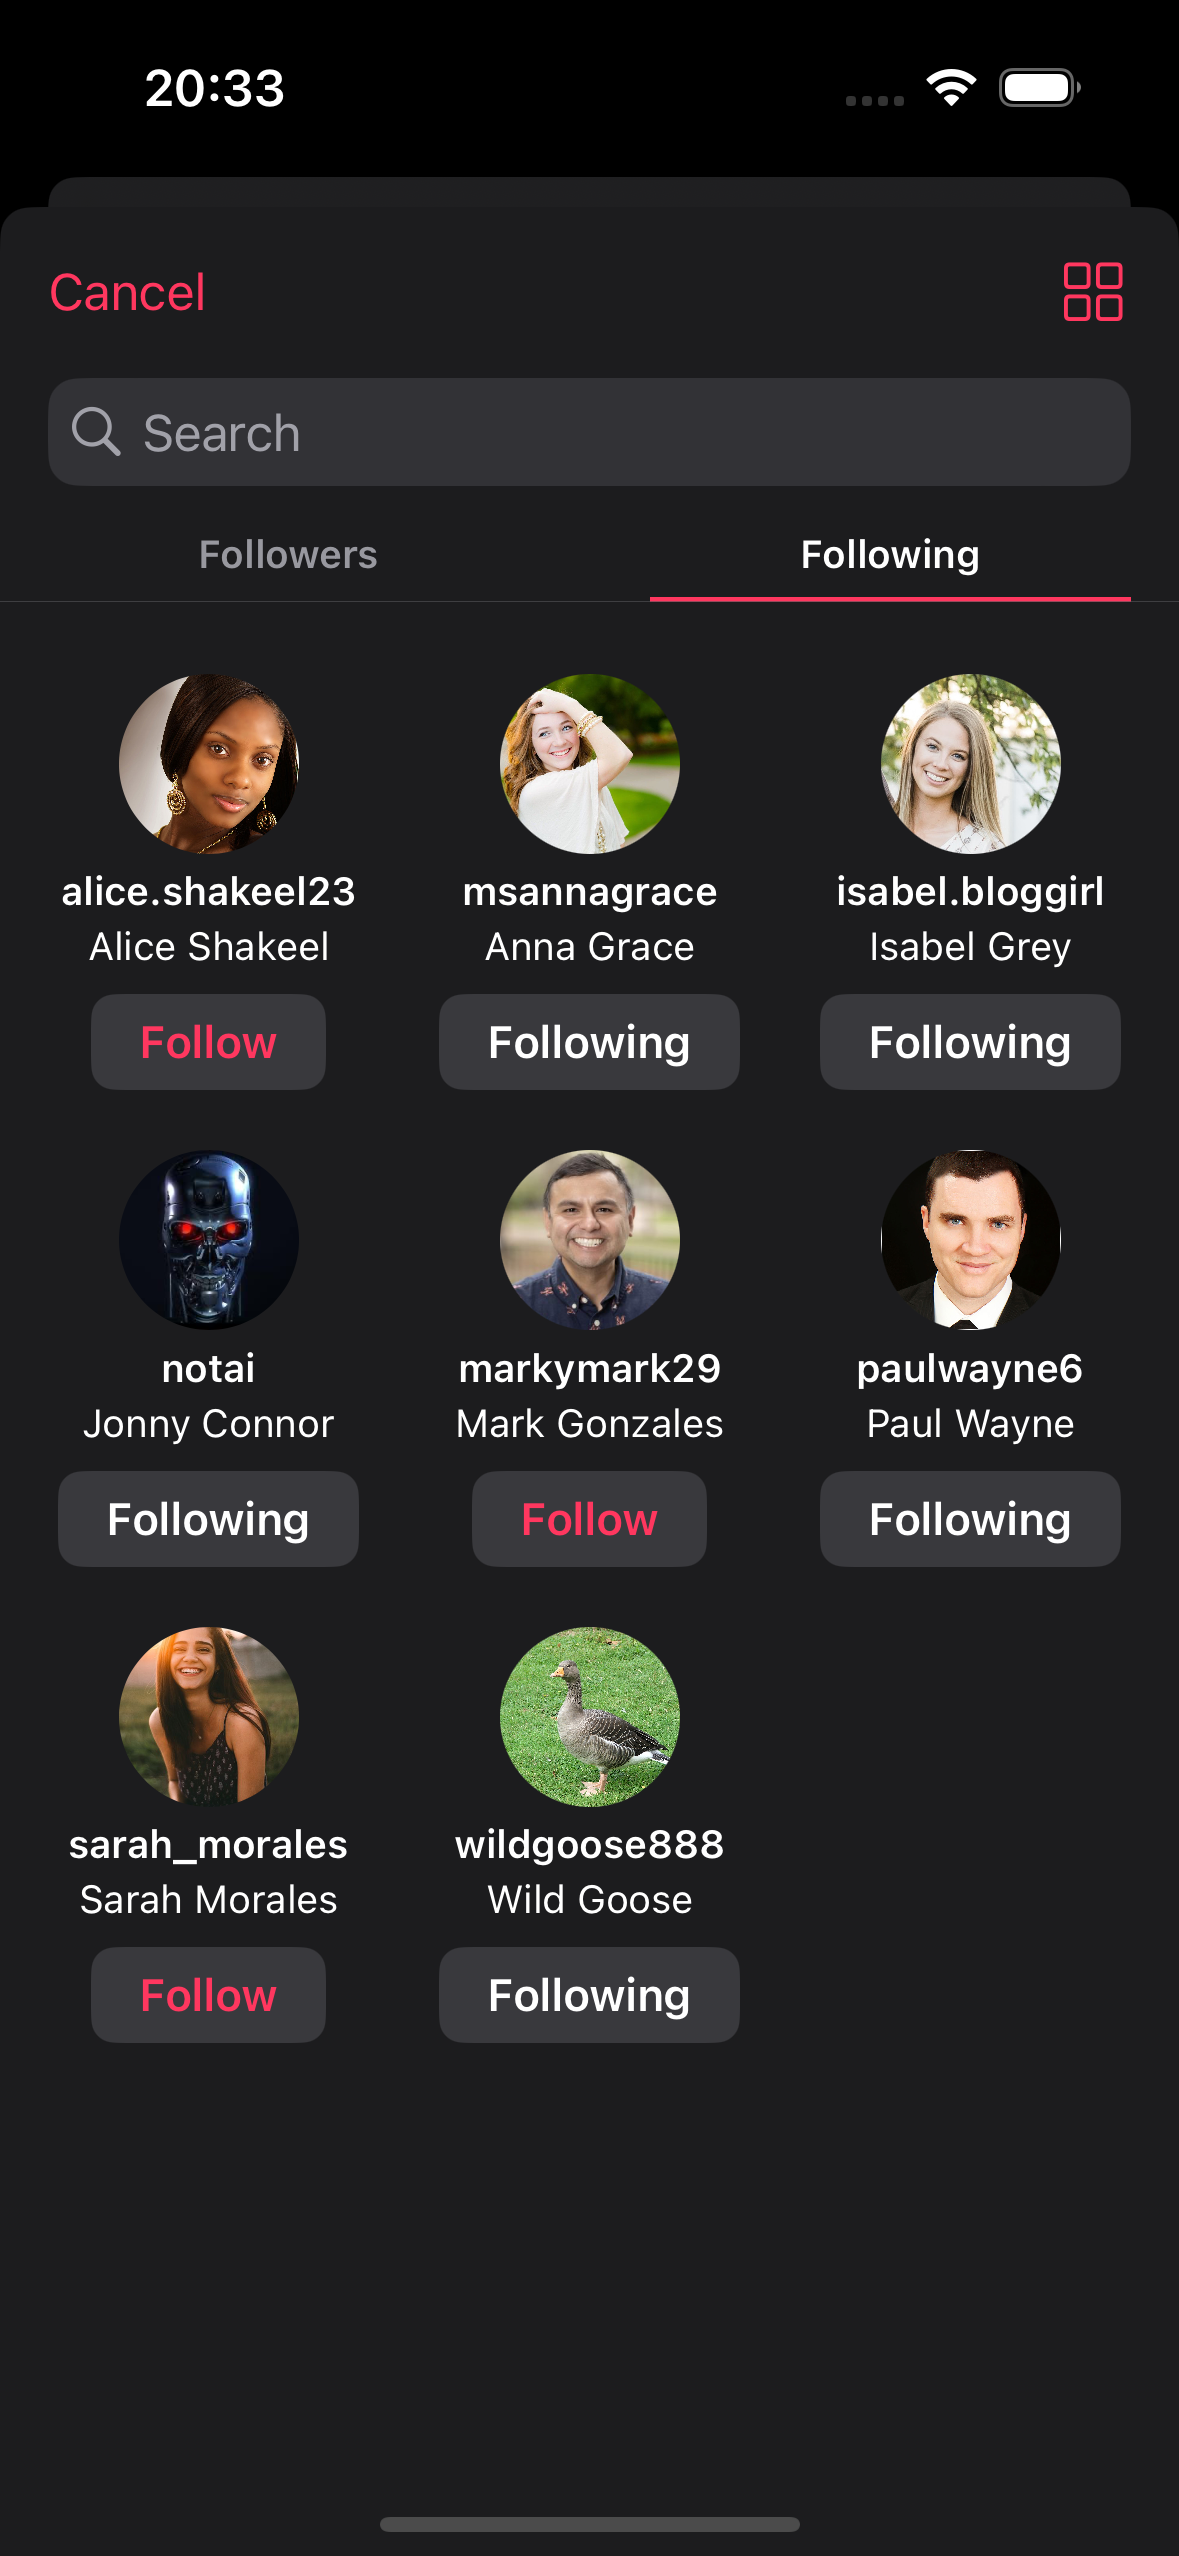 20:33
Cancel
Search
Followers
Following
alice.shakeel23
Alice Shakeel
Follow
msannagrace
Anna Grace
Following
isabel.bloggirl
Isabel Grey
Following
notai
Jonny Connor
Following
markymark29
Mark Gonzales
Follow
paulwayne6
Paul Wayne
Following
sarah_morales
Sarah Morales
Follow
wildgoose888
Wild Goose
Following